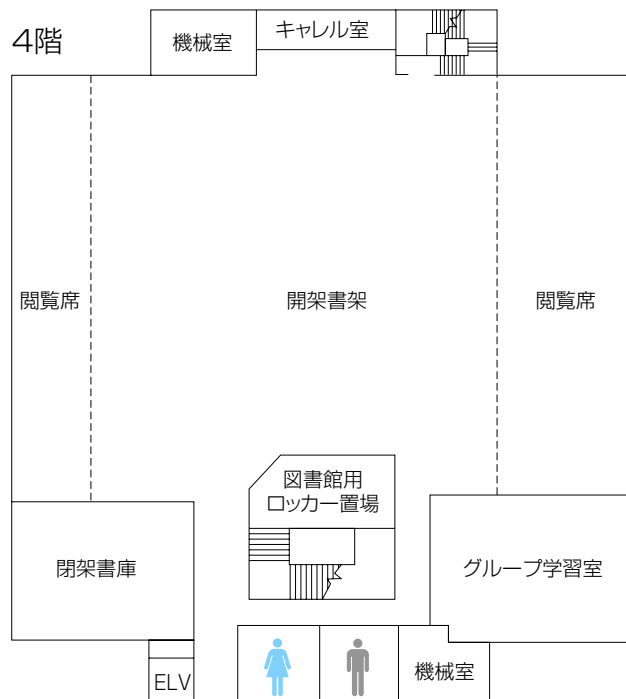 4階
機械室
キャレル室
閲覧席
開架書架
閲覧席
図書館用
ロッカー置場
閉架書庫
グループ学習室
機械室
ELV